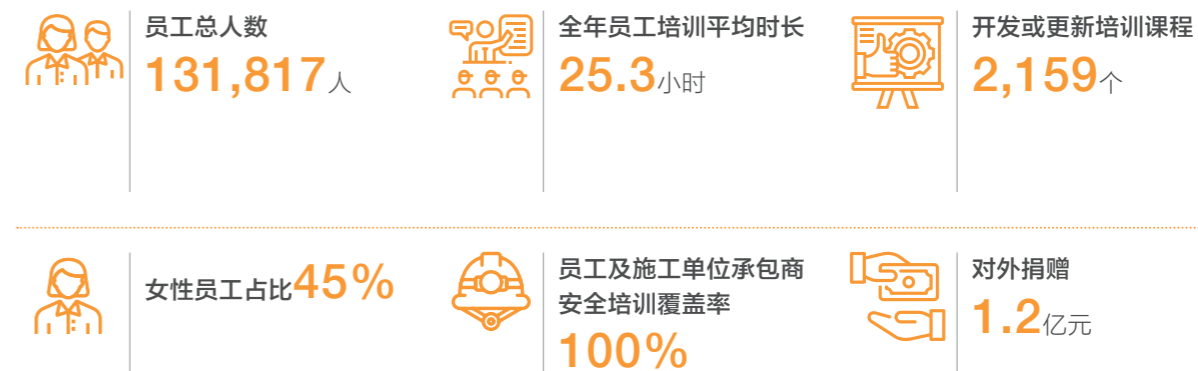 员工总人数
131,817人
全年员工培训平均时长
25.3小时
开发或更新培训课程
2,159个
女性员工占比45%
员工及施工单位承包商
安全培训覆盖率
100%
对外捐赠
1.2亿元